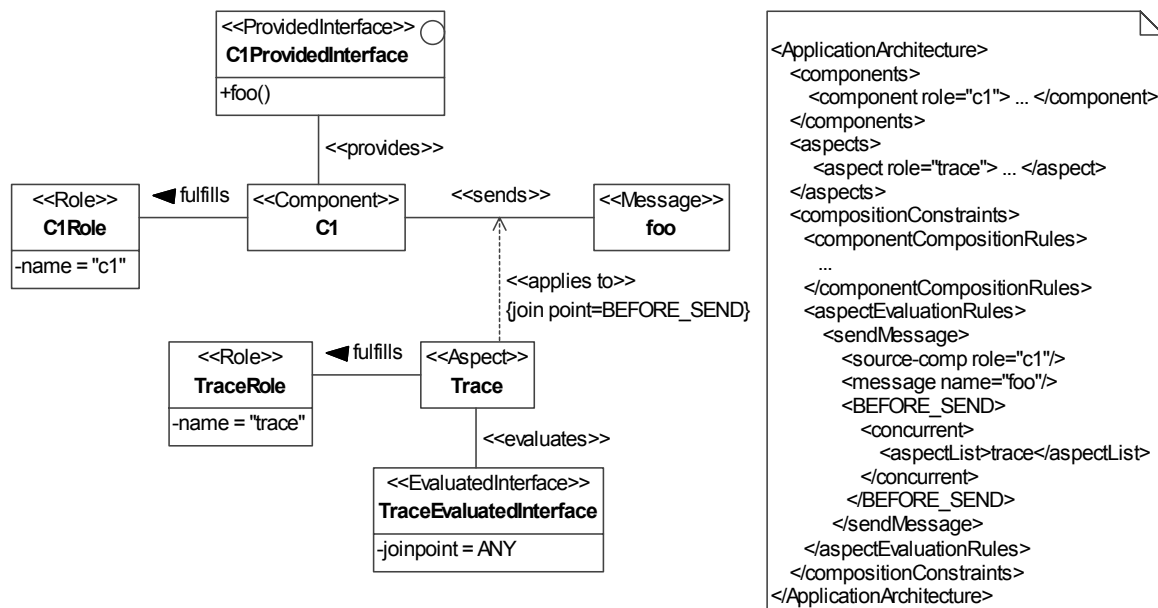 <<ProvidedInterface>>
C1ProvidedInterface
+foo()
<<provides>>
<<Role>>
C1Role
-name = "c1"
fulfills
<<Component>>
C1
<<sends>>
<<Message>>
foo
<<applies to>>
{join point=BEFORE_SEND}
<<Role>>
TraceRole
-name = "trace"
fulfills
<<Aspect>>
Trace
<<evaluates>>
<<EvaluatedInterface>>
TraceEvaluatedInterface
-joinpoint = ANY
<ApplicationArchitecture>
<components>
<component role="c1"> ... </component>
</components>
<aspects>
<aspect role="trace"> ... </aspect>
</aspects>
<compositionConstraints>
<componentCompositionRules>
...
</componentCompositionRules>
<aspectEvaluationRules>
<sendMessage>
<source-comp role="c1"/>
<message name="foo"/>
<BEFORE_SEND>
<concurrent>
<aspectList>trace</aspectList>
</concurrent>
</BEFORE_SEND>
</sendMessage>
</aspectEvaluationRules>
</compositionConstraints>
</ApplicationArchitecture>